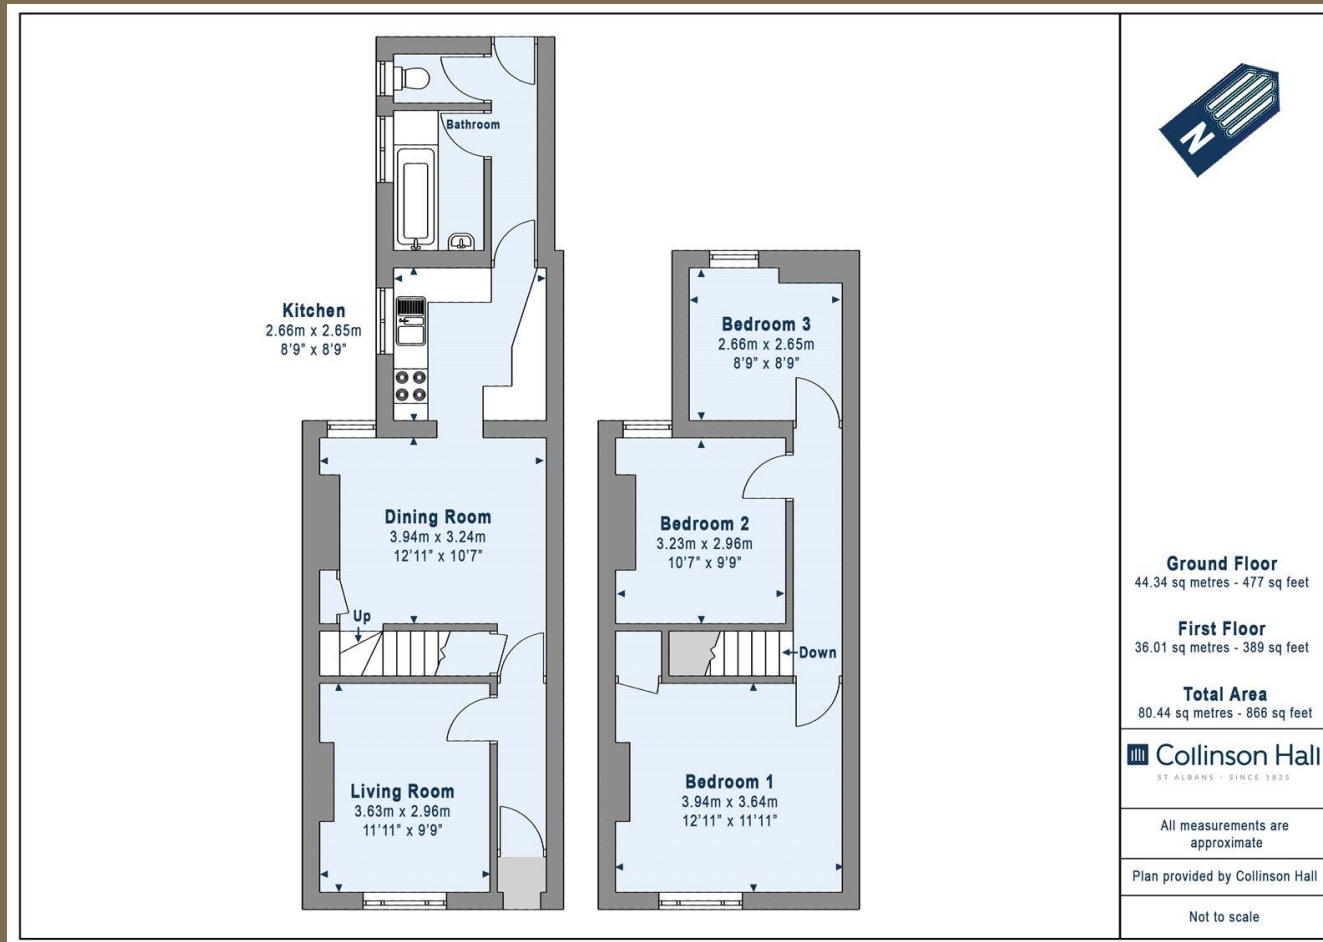 Bathroom
Kitchen
2.66m x 2.65m
8'9" x 8'9"
Dining Room
3.94m x 3.24m
12'11" x 10'7"
Up
Living Room
3.63m x 2.96m
11'11" x 9'9"
Bedroom 3
2.66m x 2.65m
8'9" x 8'9"
Bedroom 2
3.23m x 2.96m
10'7" x 9'9"
Down
Bedroom 1
3.94m x 3.64m
12'11" x 11'11"
N
Ground Floor
44.34 sq metres - 477 sq feet
First Floor
36.01 sq metres - 389 sq feet
Total Area
80.44 sq metres - 866 sq feet
Collinson Hall
ST ALBANS - SINCE 1825
All measurements are
approximate
Plan provided by Collinson Hall
Not to scale